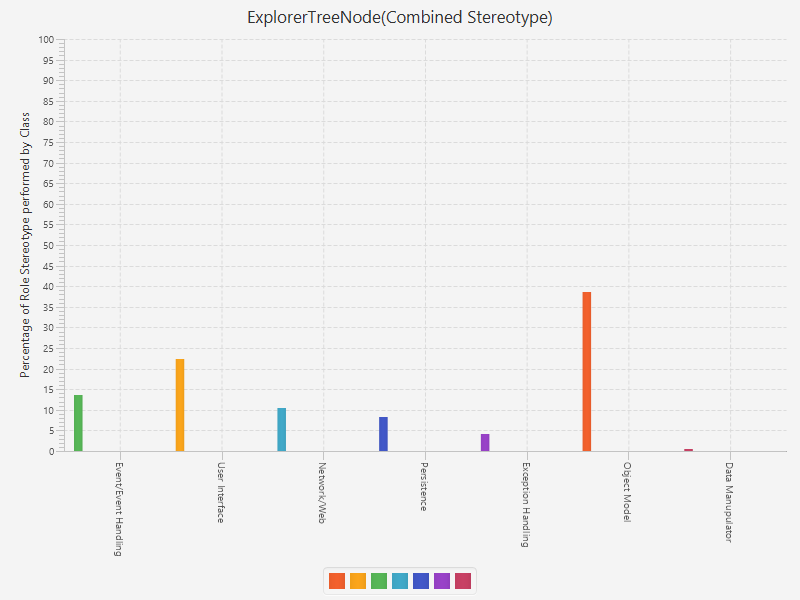 ExplorerTreeNode(Combined Stereotype)
Percentage of Role Stereotype performed by Class
100
95
90
85
80
75
70
65
60
55
50
45
40
35
30
25
20
15
10
5
0
Event/Event Handling
User Interface
Network/Web
Persistence
Exception Handling
Object Model
Data Manupulator